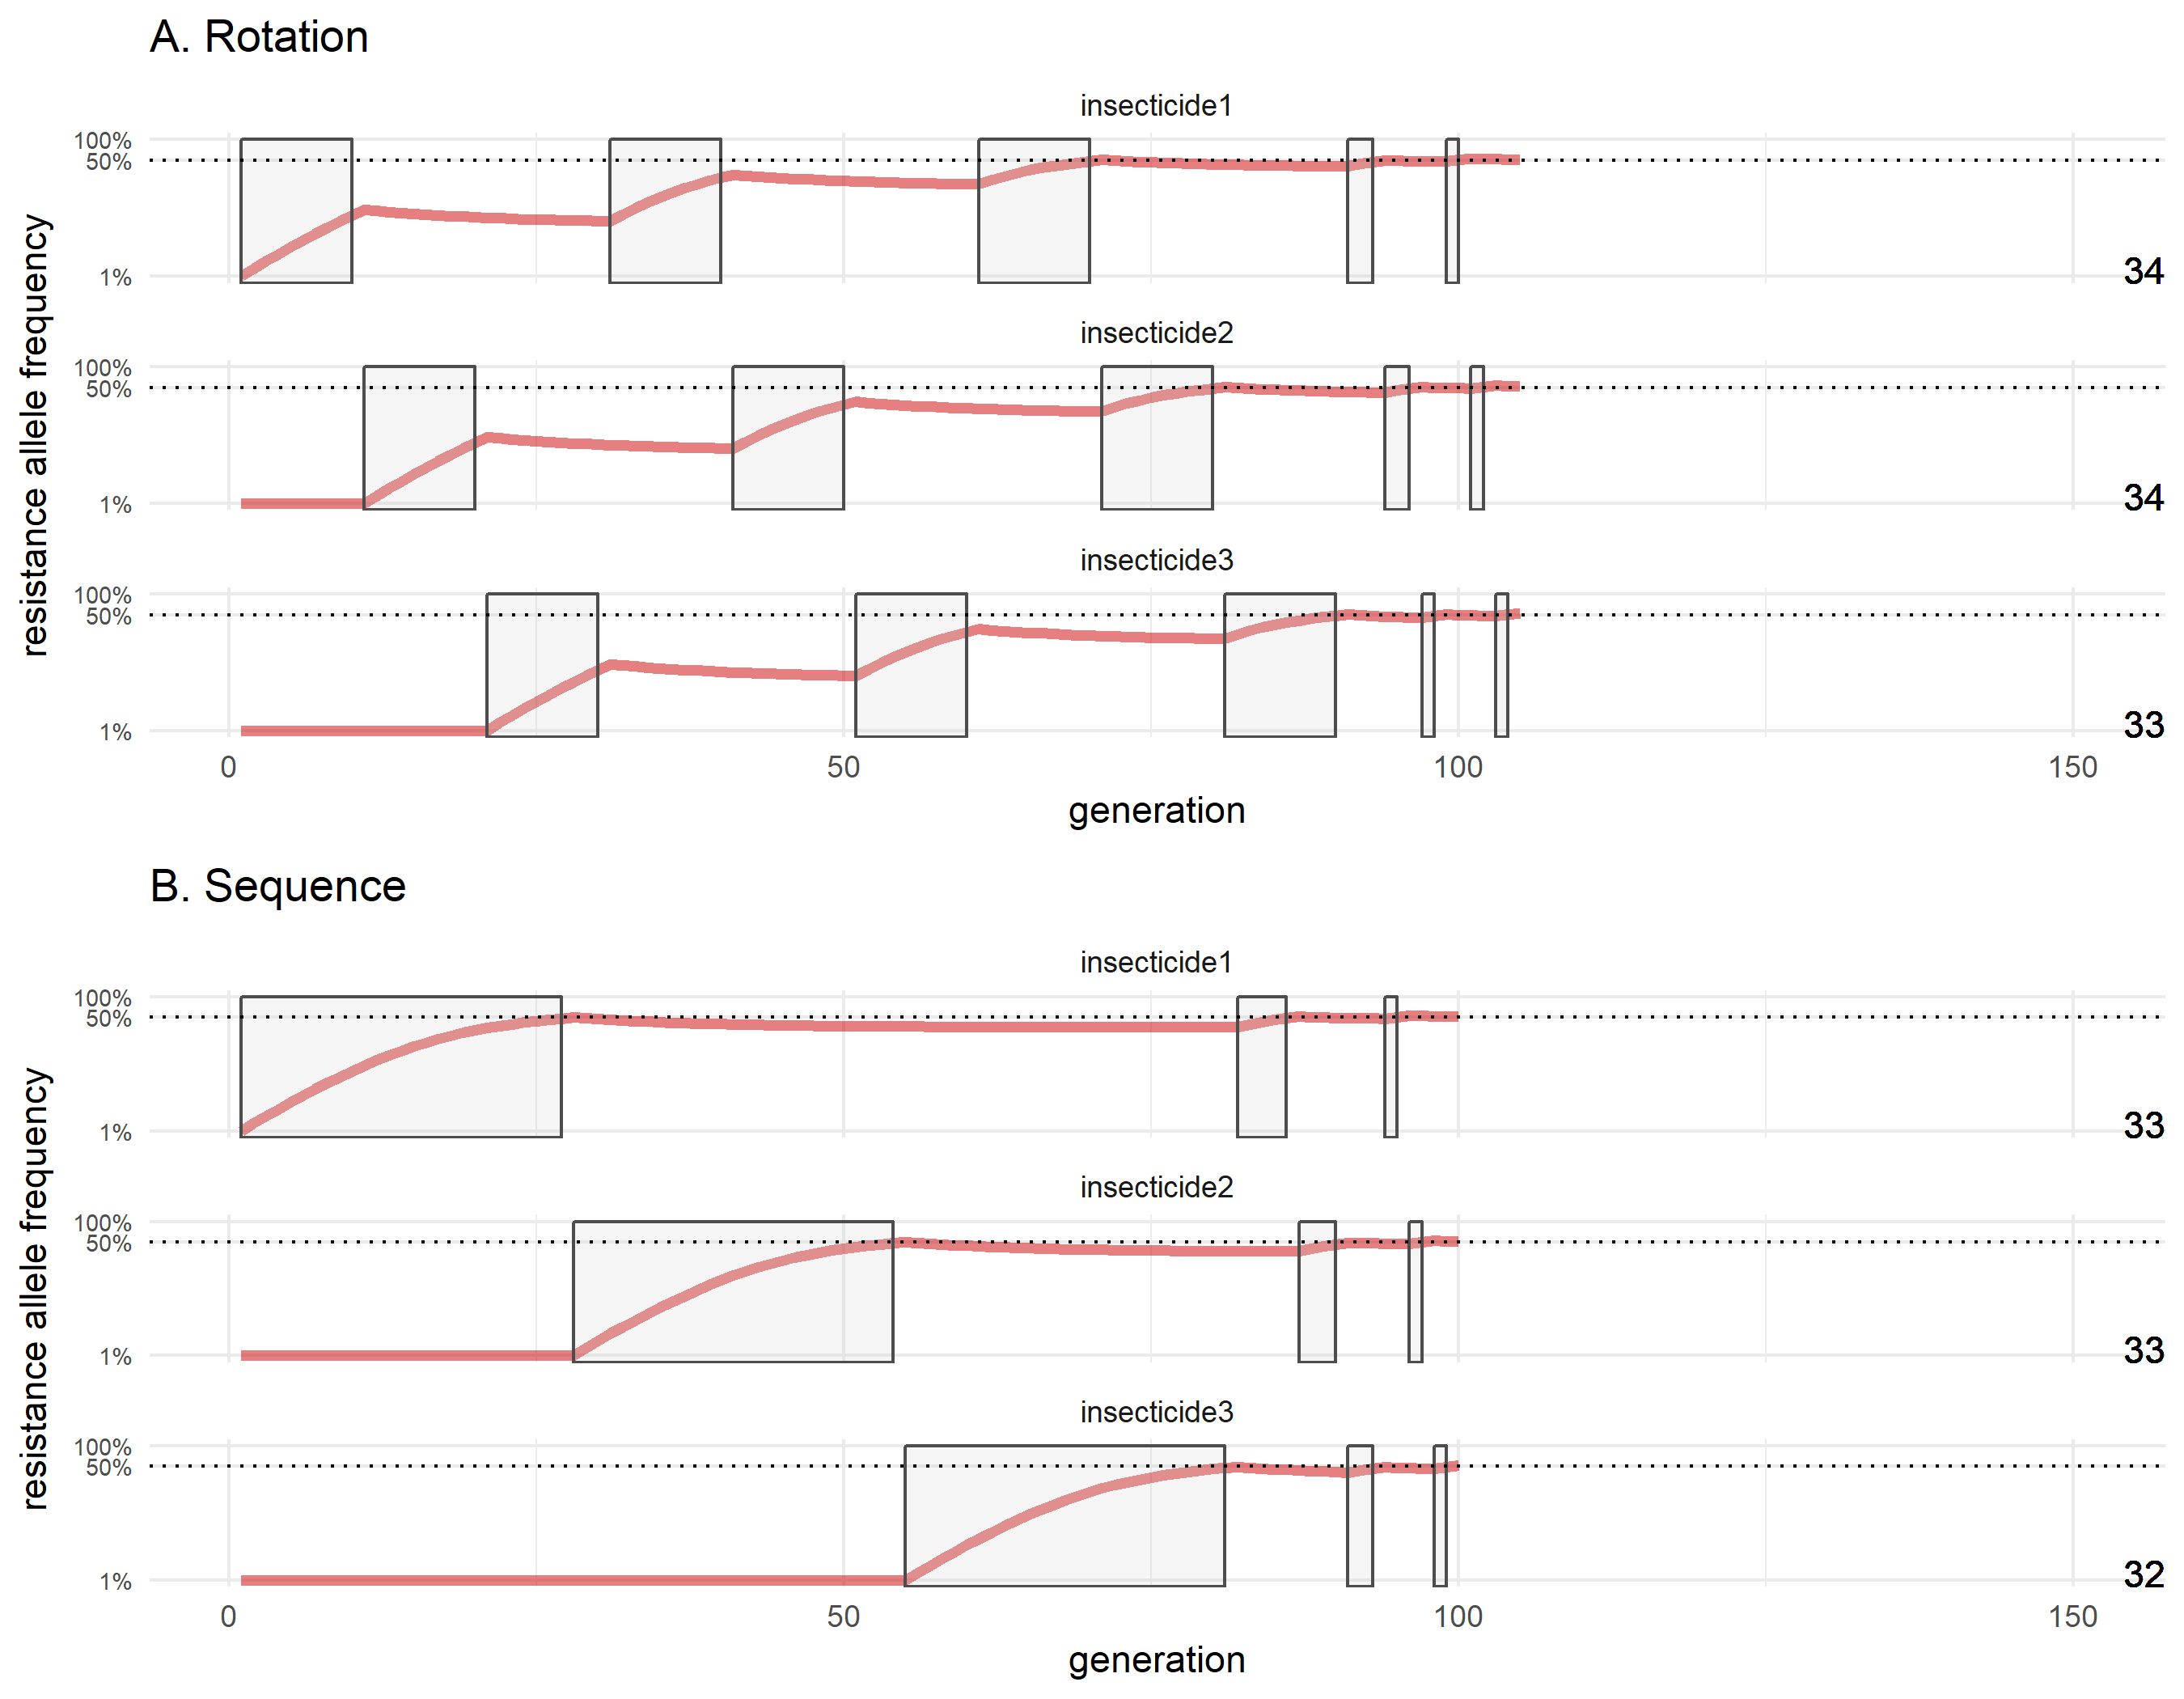 A. Rotation
insecticide1
100%
50%
1%
34
insecticide2
100%
50%
1%
34
insecticide3
100%
50%
1%
33
resistance allele frequency
0 50 100 150
generation
B. Sequence
insecticide1
100%
50%
1%
33
insecticide2
100%
50%
1%
33
insecticide3
100%
50%
1%
32
resistance allele frequency
0 50 100 150
generation